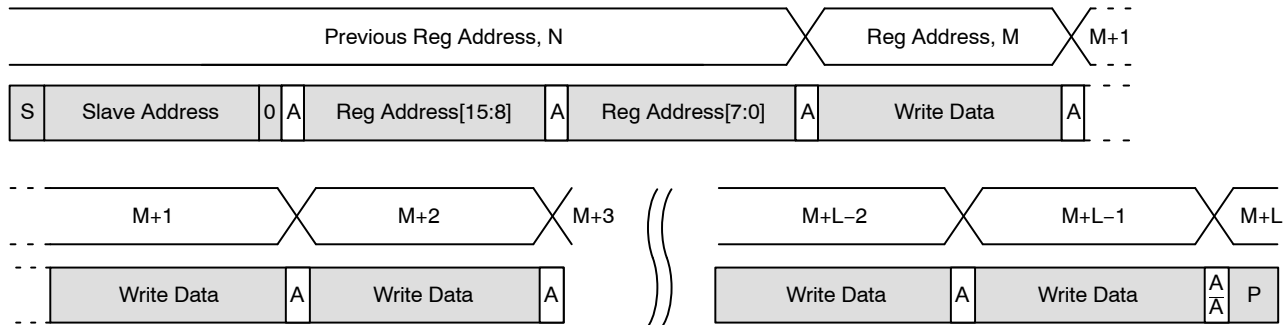 Previous Reg Address, N Reg Address, M M+1
S Slave Address 0 A Reg Address[15:8] A Reg Address[7:0] A Write Data A
M+1 M+2 M+3 M+L−2 M+L−1 M+L
Write Data A Write Data A Write Data A Write Data A/A̅ P